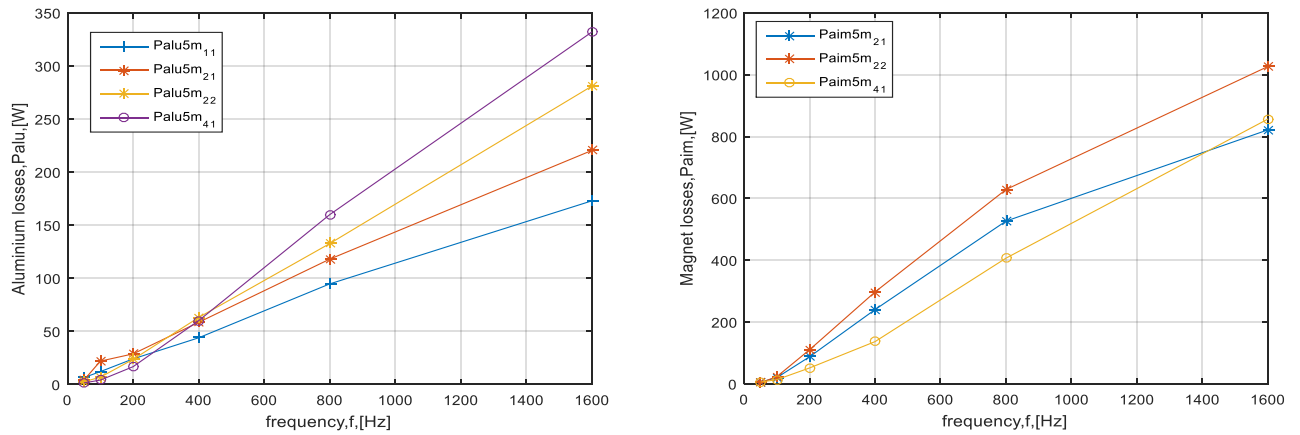 350
300
250
200
150
100
50
0
Aluminium losses,Palu,[W]
Palu5m11
Palu5m21
Palu5m22
Palu5m41
0 200 400 600 800 1000 1200 1400 1600
frequency,f,[Hz]
1200
1000
800
600
400
200
0
Magnet losses,Paim,[W]
Paim5m21
Paim5m22
Paim5m41
0 200 400 600 800 1000 1200 1400 1600
frequency,f,[Hz]